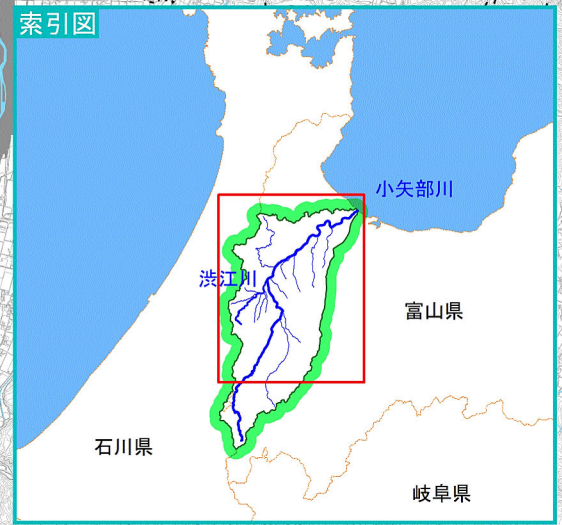 索引図
小矢部川
渋江川
富山県
石川県
岐阜県